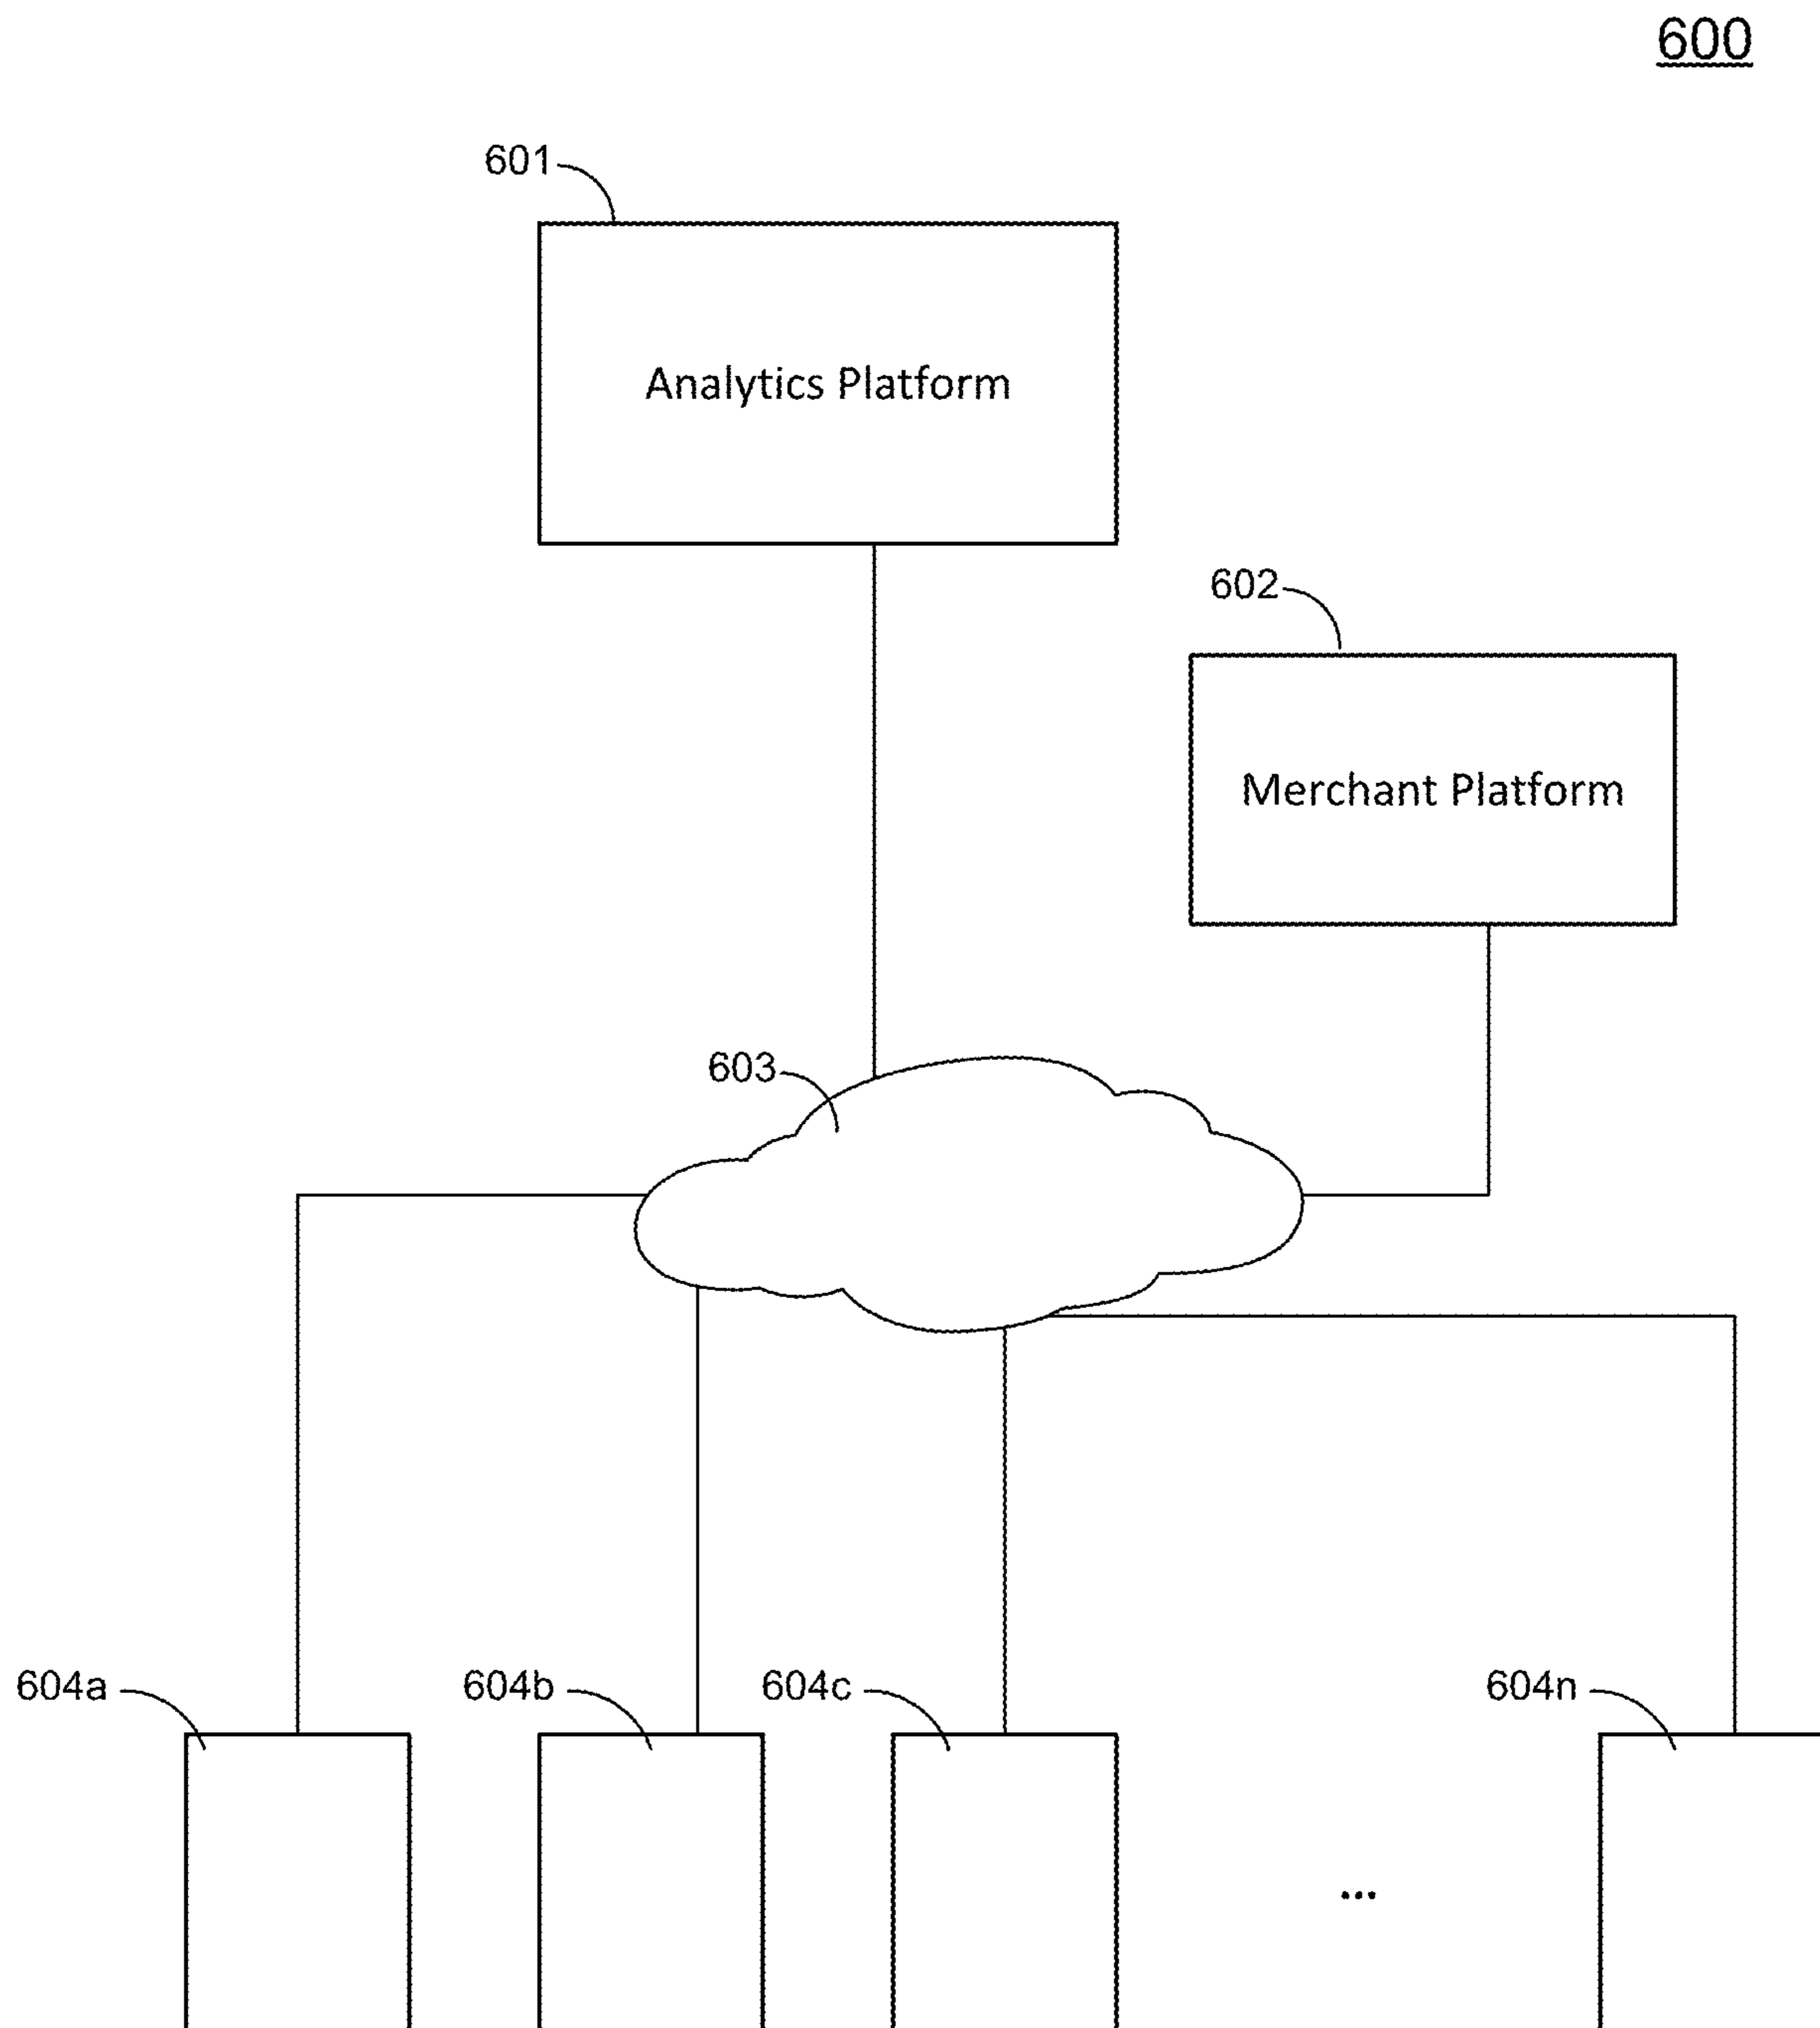 600
601
Analytics Platform
602
Merchant Platform
603
604a
604b
604c
604n
...